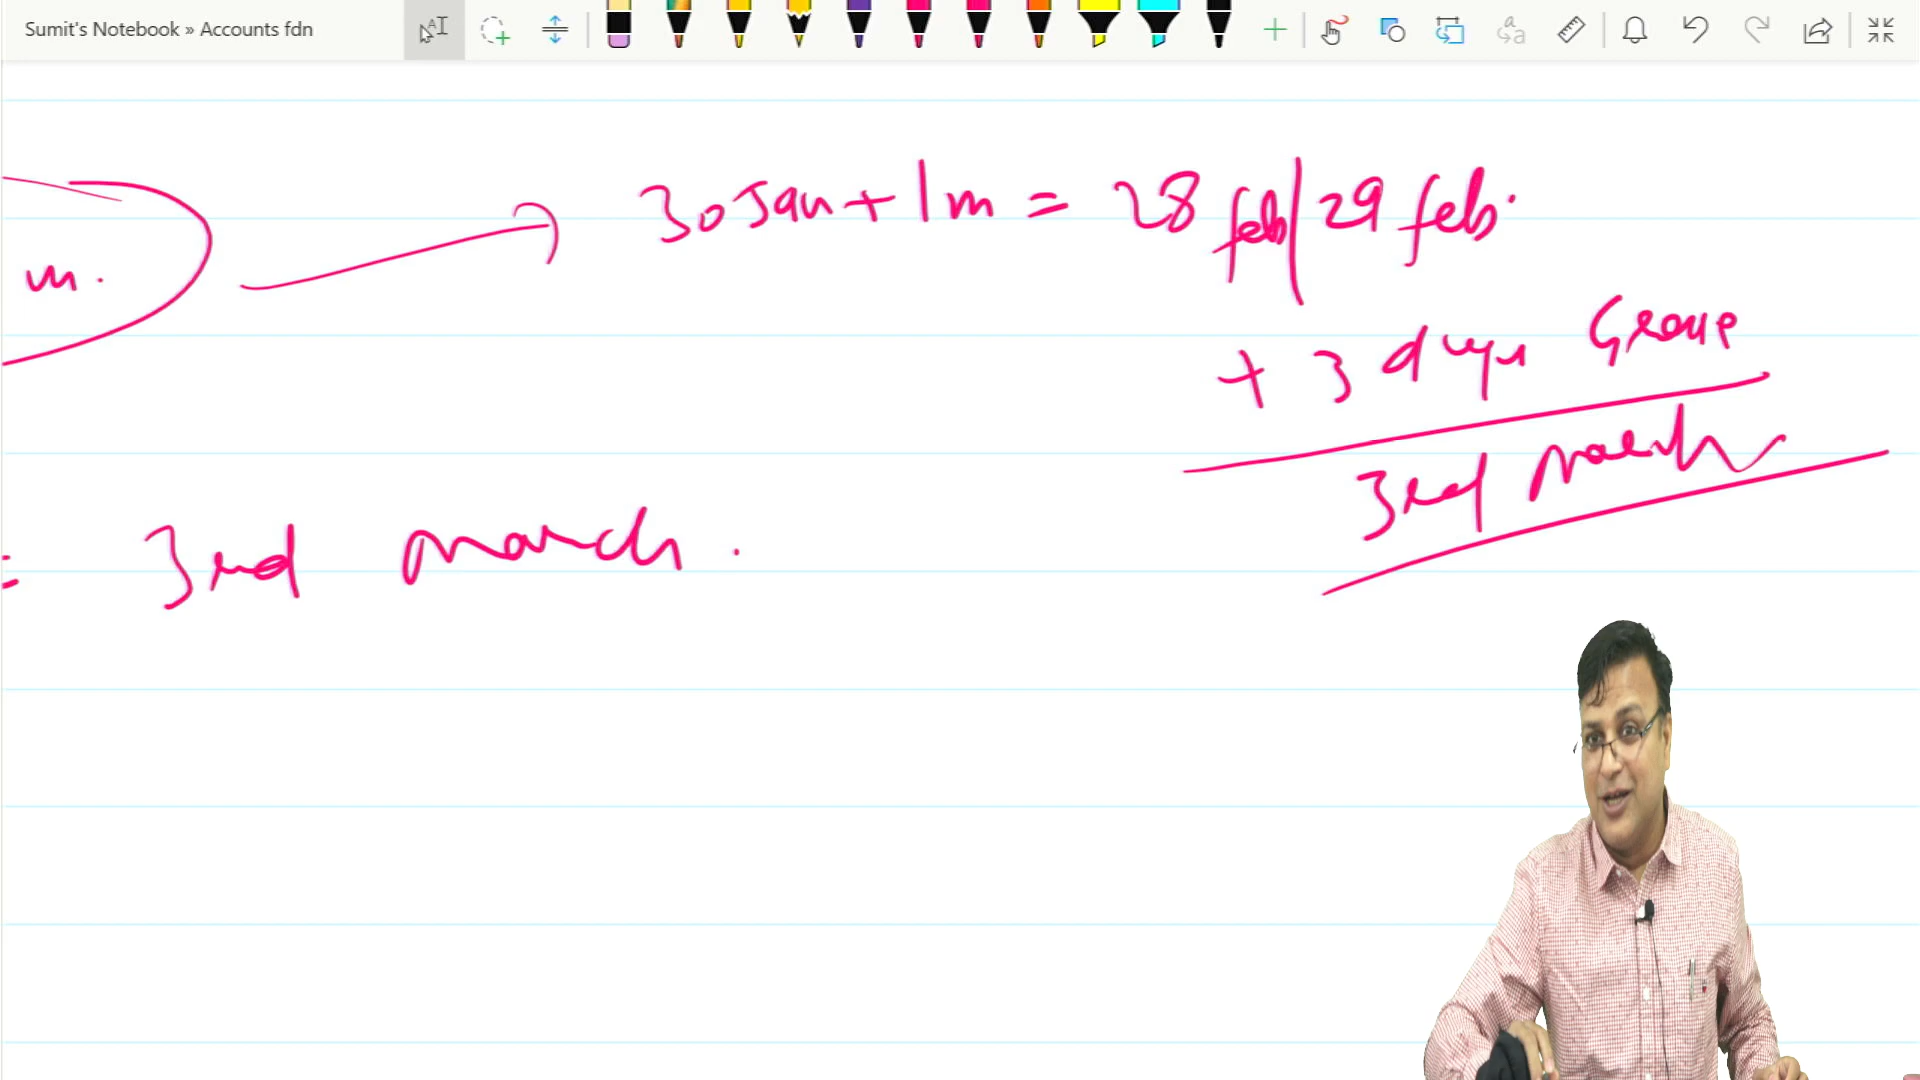 Sumit's Notebook » Accounts fdn
30 Jan + 1m = 28 feb | 29 feb.
m.
+ 3 days Grace
3rd March
= 3rd march.